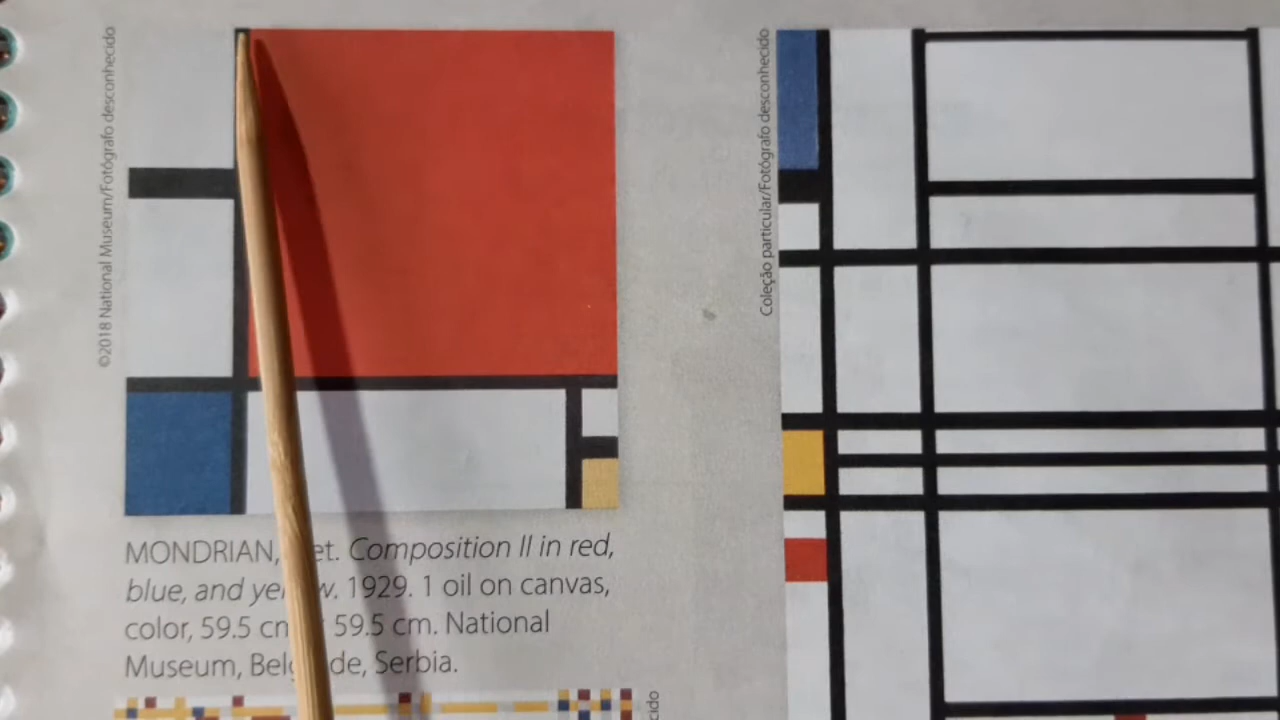 ©2018 National Museum/Fotógrafo desconhecido
Coleção particular/Fotógrafo desconhecido
MONDRIAN, et. Composition II in red,
blue, and w. 1929. 1 oil on canvas,
color, 59.5 cm 59.5 cm. National
Museum, Bel de, Serbia.
cido